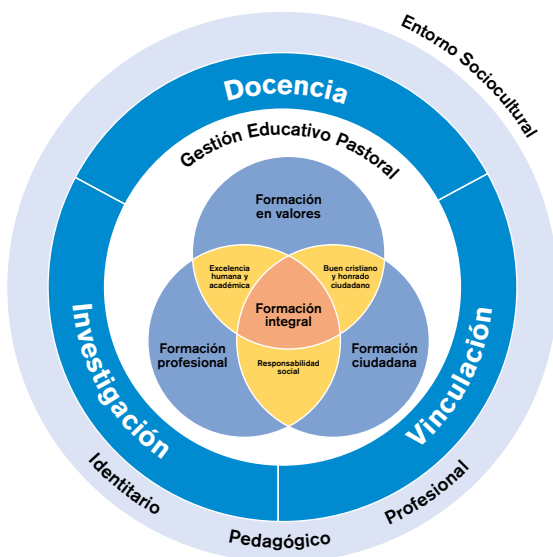 Entorno Sociocultural
Docencia
Gestión Educativo Pastoral
Formación
en valores
Excelencia
humana y
académica
Buen cristiano
y honrado
ciudadano
Formación
integral
Formación
profesional
Formación
ciudadana
Responsabilidad
social
Investigación
Vinculación
Identitario
Pedagógico
Profesional